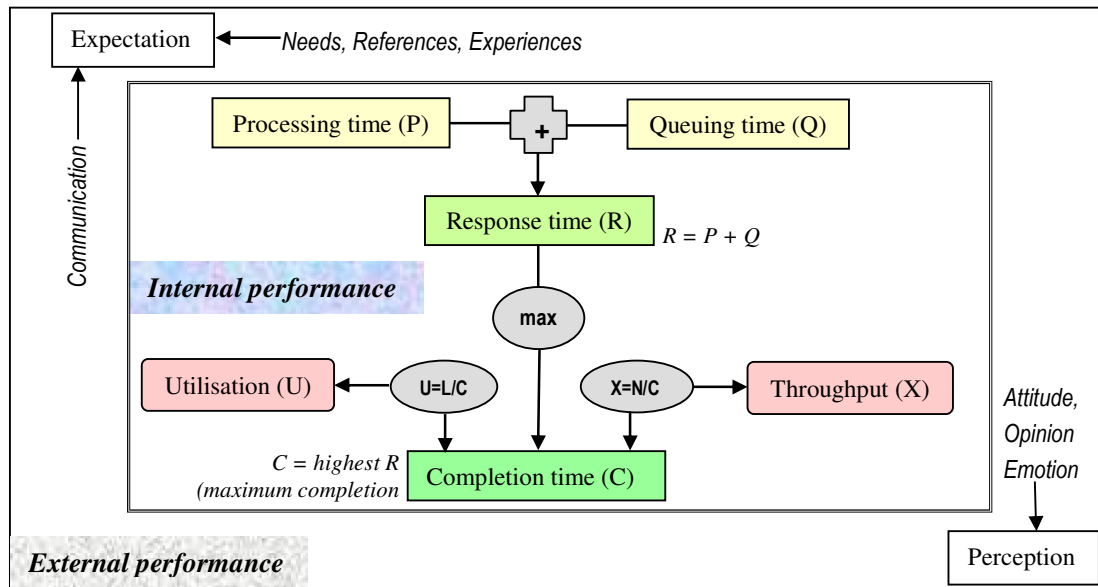 Expectation
Needs, References, Experiences
Communication
Processing time (P)
+
Queuing time (Q)
Response time (R)
R = P + Q
Internal performance
max
Utilisation (U)
U=L/C
X=N/C
Throughput (X)
C = highest R
(maximum completion
Completion time (C)
Attitude,
Opinion
Emotion
Perception
External performance